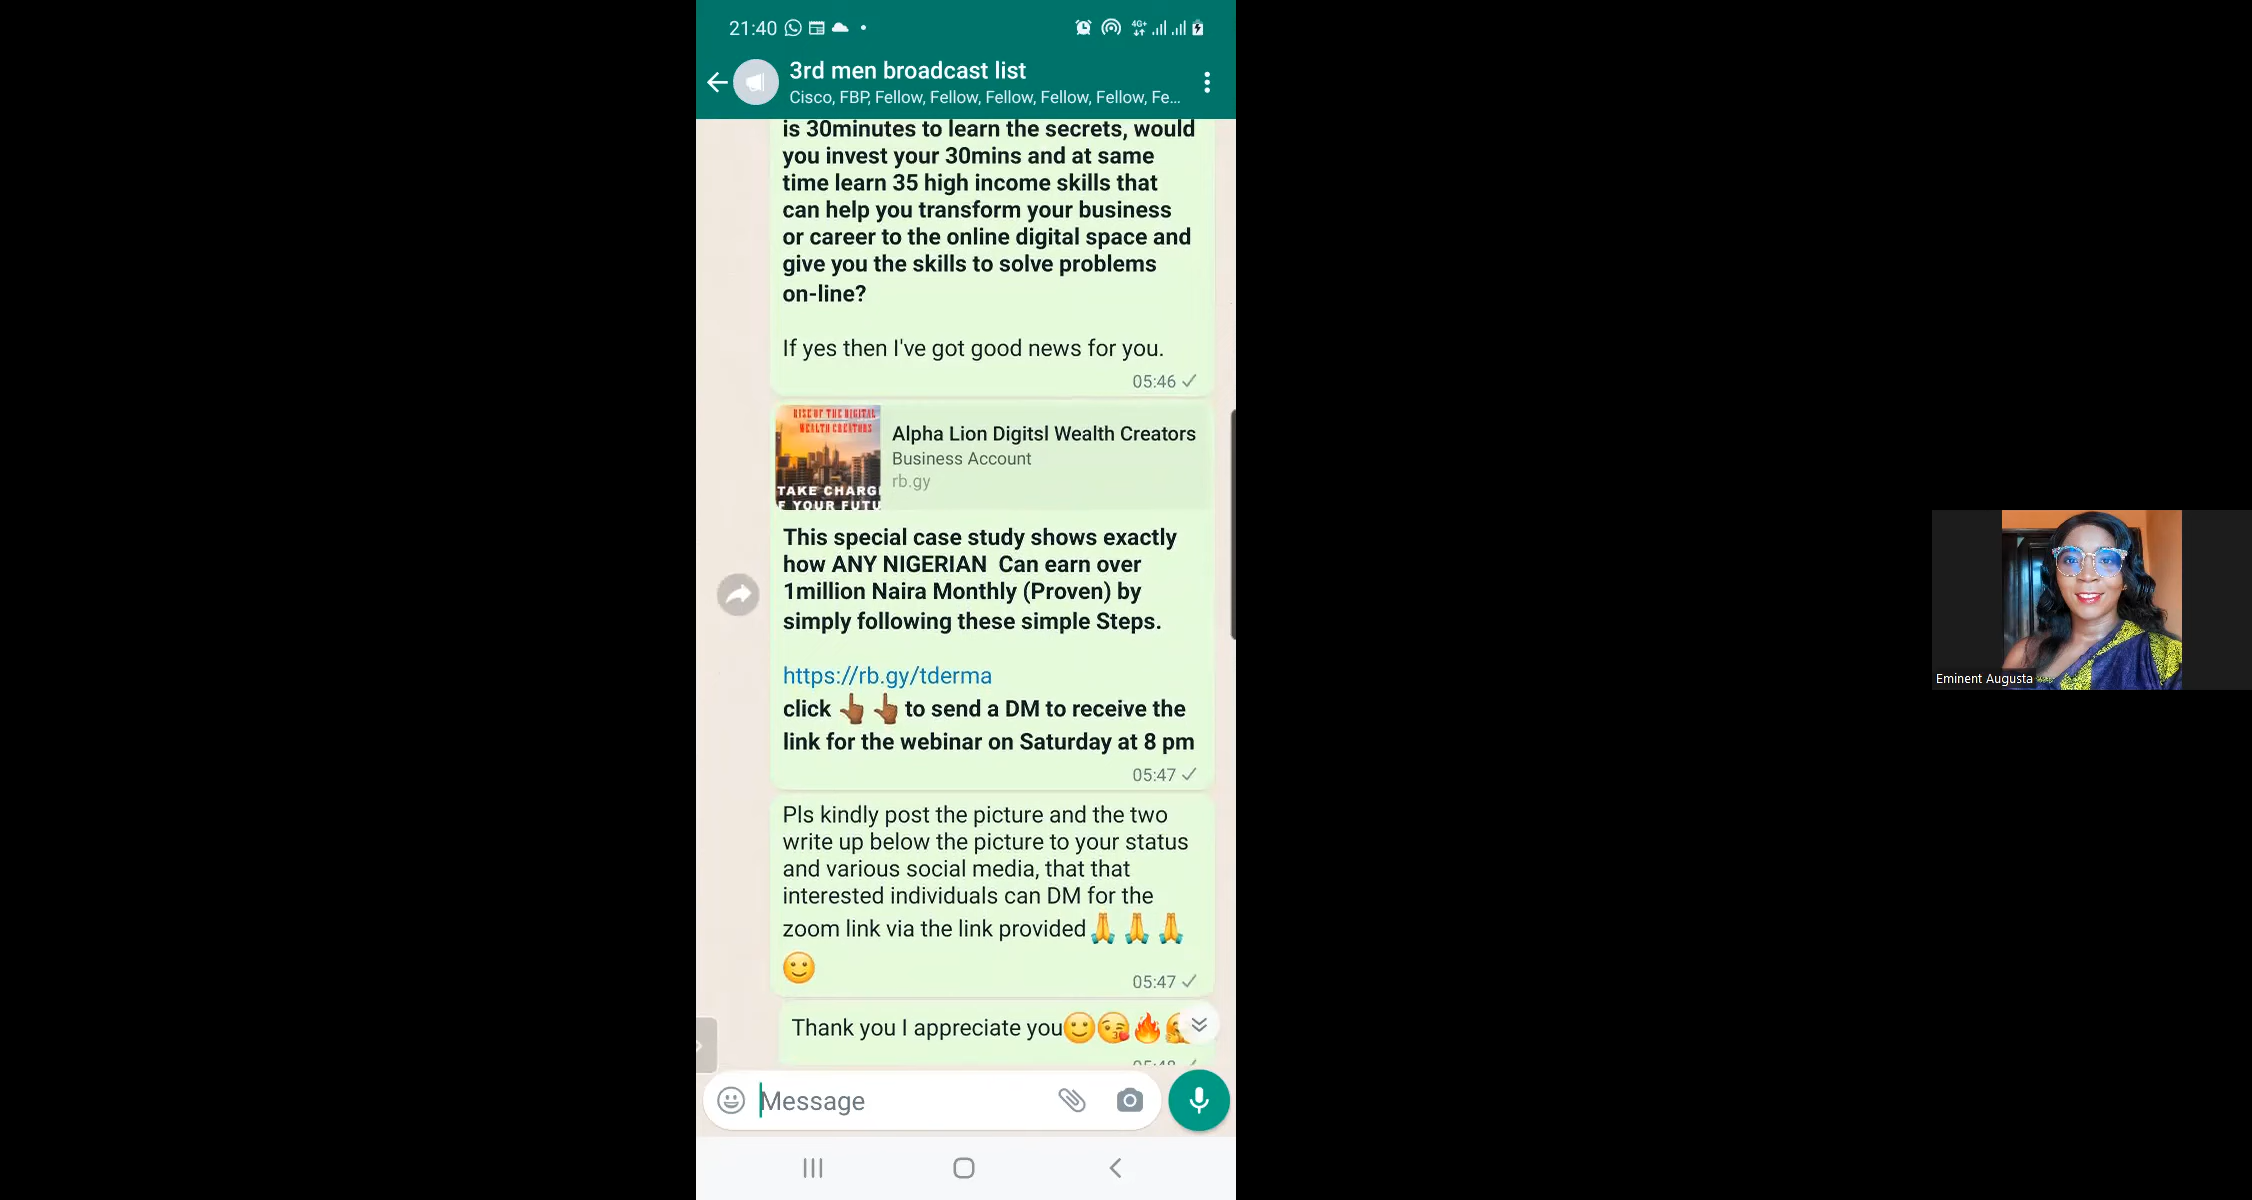 21:40
4G+
3rd men broadcast list
Cisco, FBP, Fellow, Fellow, Fellow, Fellow, Fellow, Fe...
is 30minutes to learn the secrets, would
you invest your 30mins and at same
time learn 35 high income skills that
can help you transform your business
or career to the online digital space and
give you the skills to solve problems
on-line?
If yes then I've got good news for you.
05:46
RISE OF THE DIGITAL
WEALTH CREATORS
TAKE CHARG
F YOUR FUTU
Alpha Lion Digitsl Wealth Creators
Business Account
rb.gy
This special case study shows exactly
how ANY NIGERIAN  Can earn over
1million Naira Monthly (Proven) by
simply following these simple Steps.
https://rb.gy/tderma
click 👆🏾 👆🏾 to send a DM to receive the
link for the webinar on Saturday at 8 pm
05:47
Pls kindly post the picture and the two
write up below the picture to your status
and various social media, that that
interested individuals can DM for the
zoom link via the link provided🙏🙏🙏
🙂
05:47
Thank you I appreciate you🙂😘🔥🤗
05:48
Message
Eminent Augusta